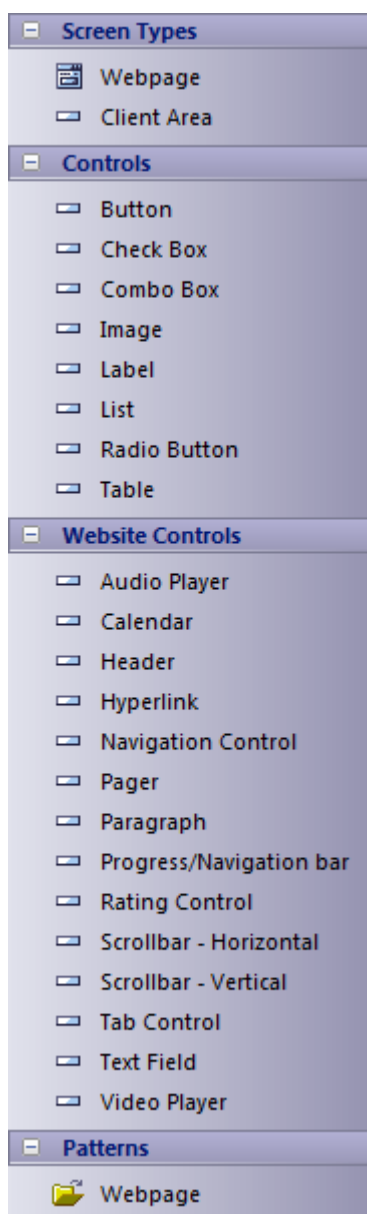 Screen Types
Webpage
Client Area
Controls
Button
Check Box
Combo Box
Image
Label
List
Radio Button
Table
Website Controls
Audio Player
Calendar
Header
Hyperlink
Navigation Control
Pager
Paragraph
Progress/Navigation bar
Rating Control
Scrollbar - Horizontal
Scrollbar - Vertical
Tab Control
Text Field
Video Player
Patterns
Webpage